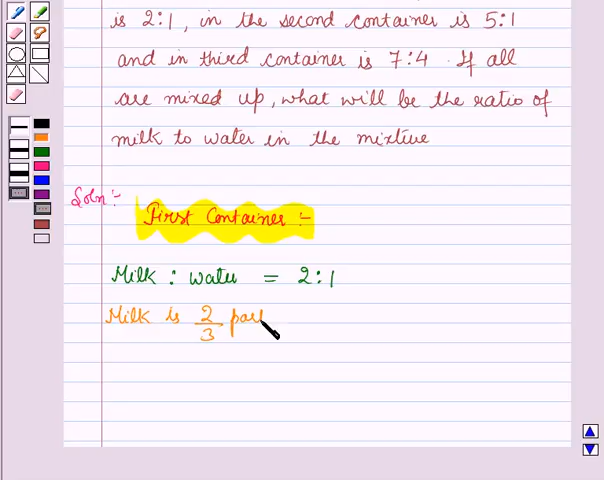 is 2:1, in the second container is 5:1
and in third container is 7:4. If all
are mixed up, what will be the ratio of
milk to water in the mixture
Soln:-
First Container :-
Milk : water = 2:1
Milk is 2/3 part